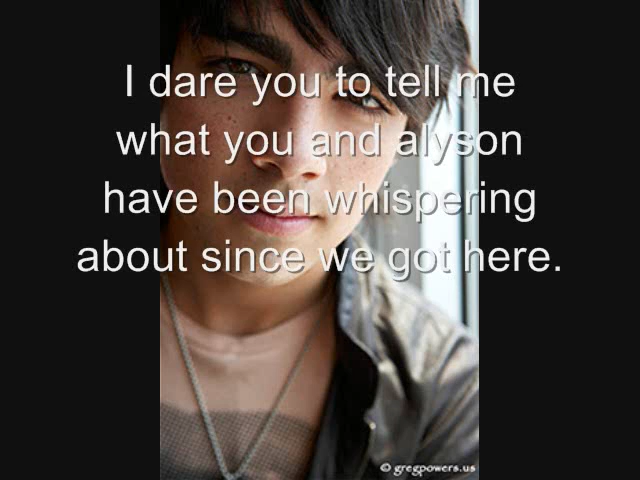 I dare you to tell me
what you and alyson
have been whispering
about since we got here.
© gregpowers.us